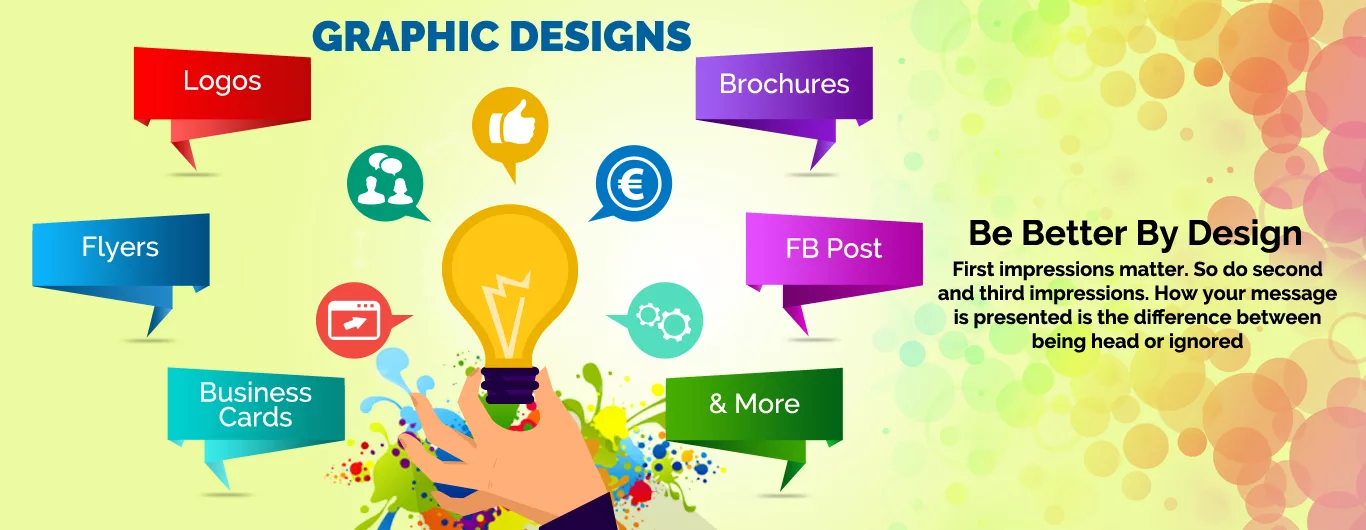 GRAPHIC DESIGNS
Logos
Brochures
Flyers
FB Post
Business
Cards
& More
Be Better By Design
First impressions matter. So do second
and third impressions. How your message
is presented is the difference between
being head or ignored